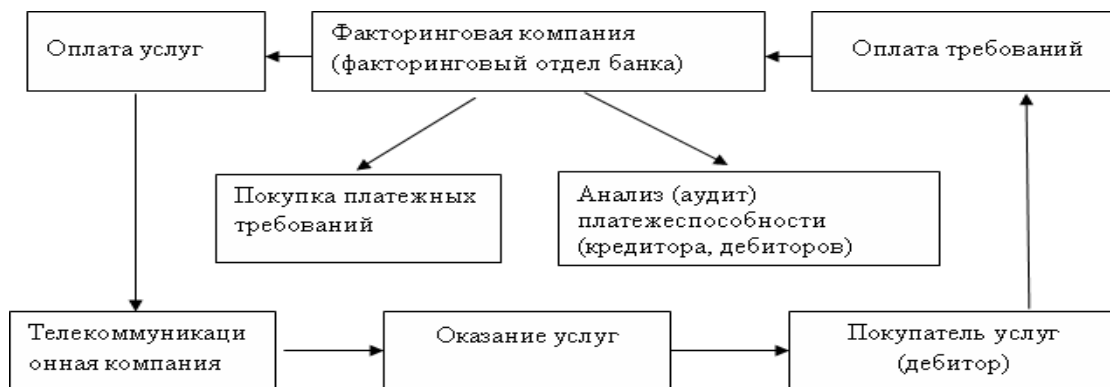 Оплата услуг
Факторинговая компания
(факторинговый отдел банка)
Оплата требований
Покупка платежных
требований
Анализ (аудит)
платежеспособности
(кредитора, дебиторов)
Телекоммуникаци
онная компания
Оказание услуг
Покупатель услуг
(дебитор)